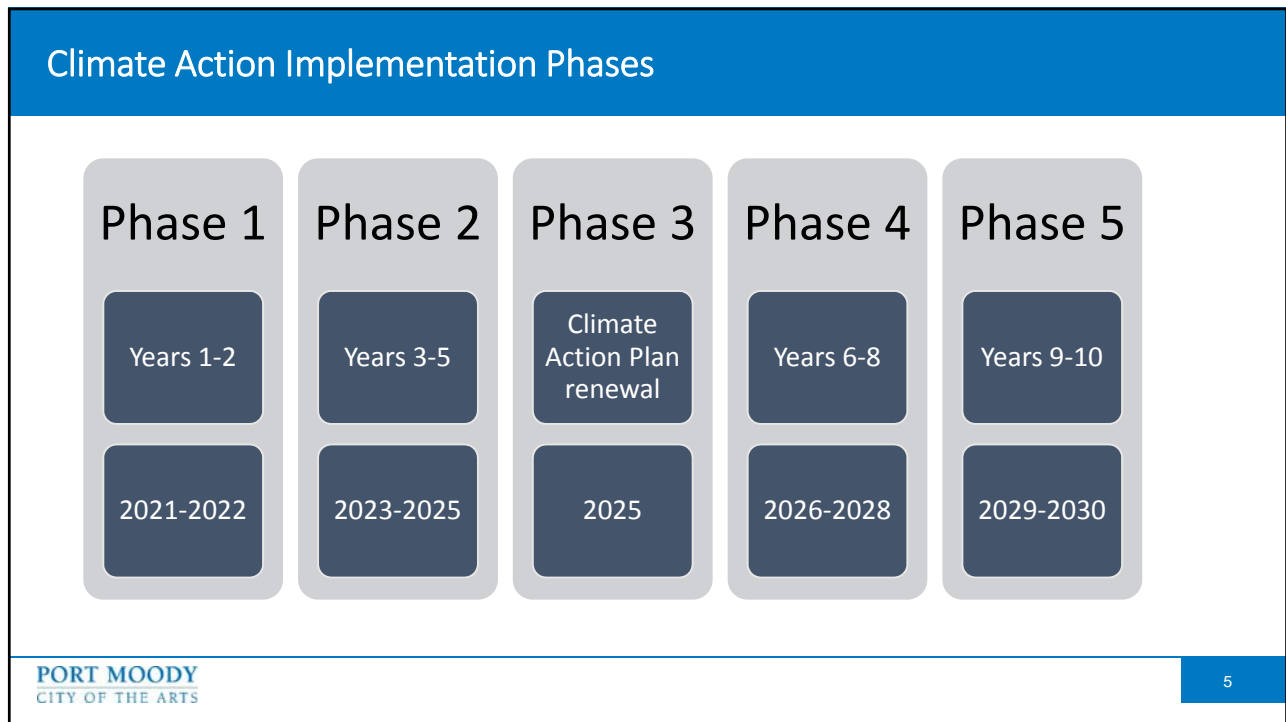 Climate Action Implementation Phases
Phase 1
Years 1-2
2021-2022
Phase 2
Years 3-5
2023-2025
Phase 3
Climate
Action Plan
renewal
2025
Phase 4
Years 6-8
2026-2028
Phase 5
Years 9-10
2029-2030
PORT MOODY
CITY OF THE ARTS
5